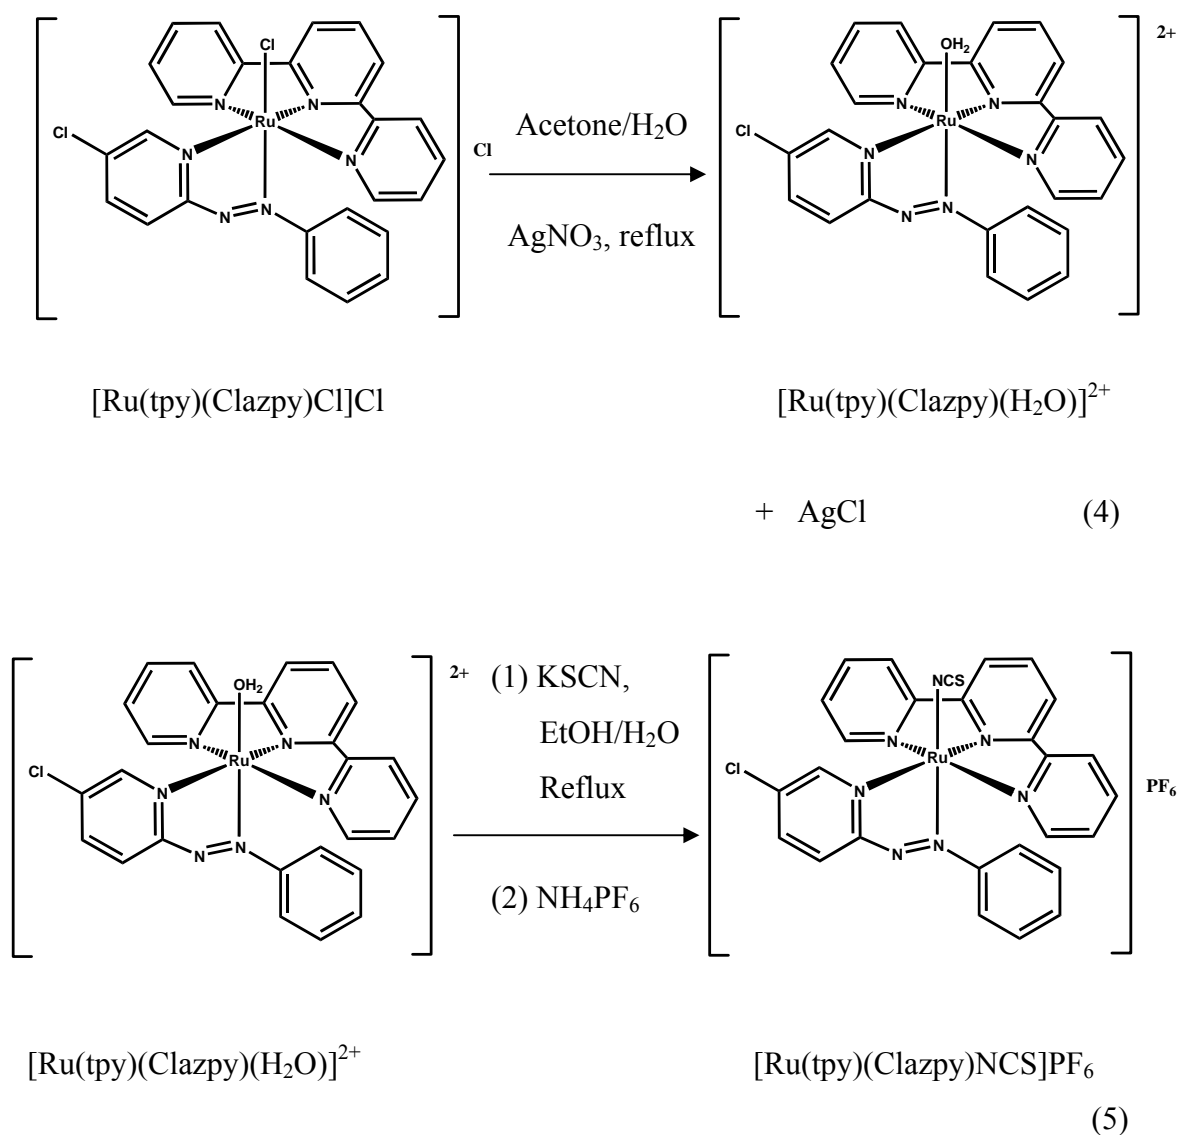 Cl
OH2
2+
N N Ru N
Cl N N Cl
N N
Acetone/H2O
AgNO3, reflux
N N Ru N
Cl N N
N N
[Ru(tpy)(Clazpy)Cl]Cl
[Ru(tpy)(Clazpy)(H2O)]2+
+ AgCl (4)
OH2
2+
N N Ru N
Cl N N
N N
(1) KSCN,
EtOH/H2O
Reflux
(2) NH4PF6
NCS
N N Ru N
Cl N N
N N
PF6
[Ru(tpy)(Clazpy)(H2O)]2+
[Ru(tpy)(Clazpy)NCS]PF6
(5)